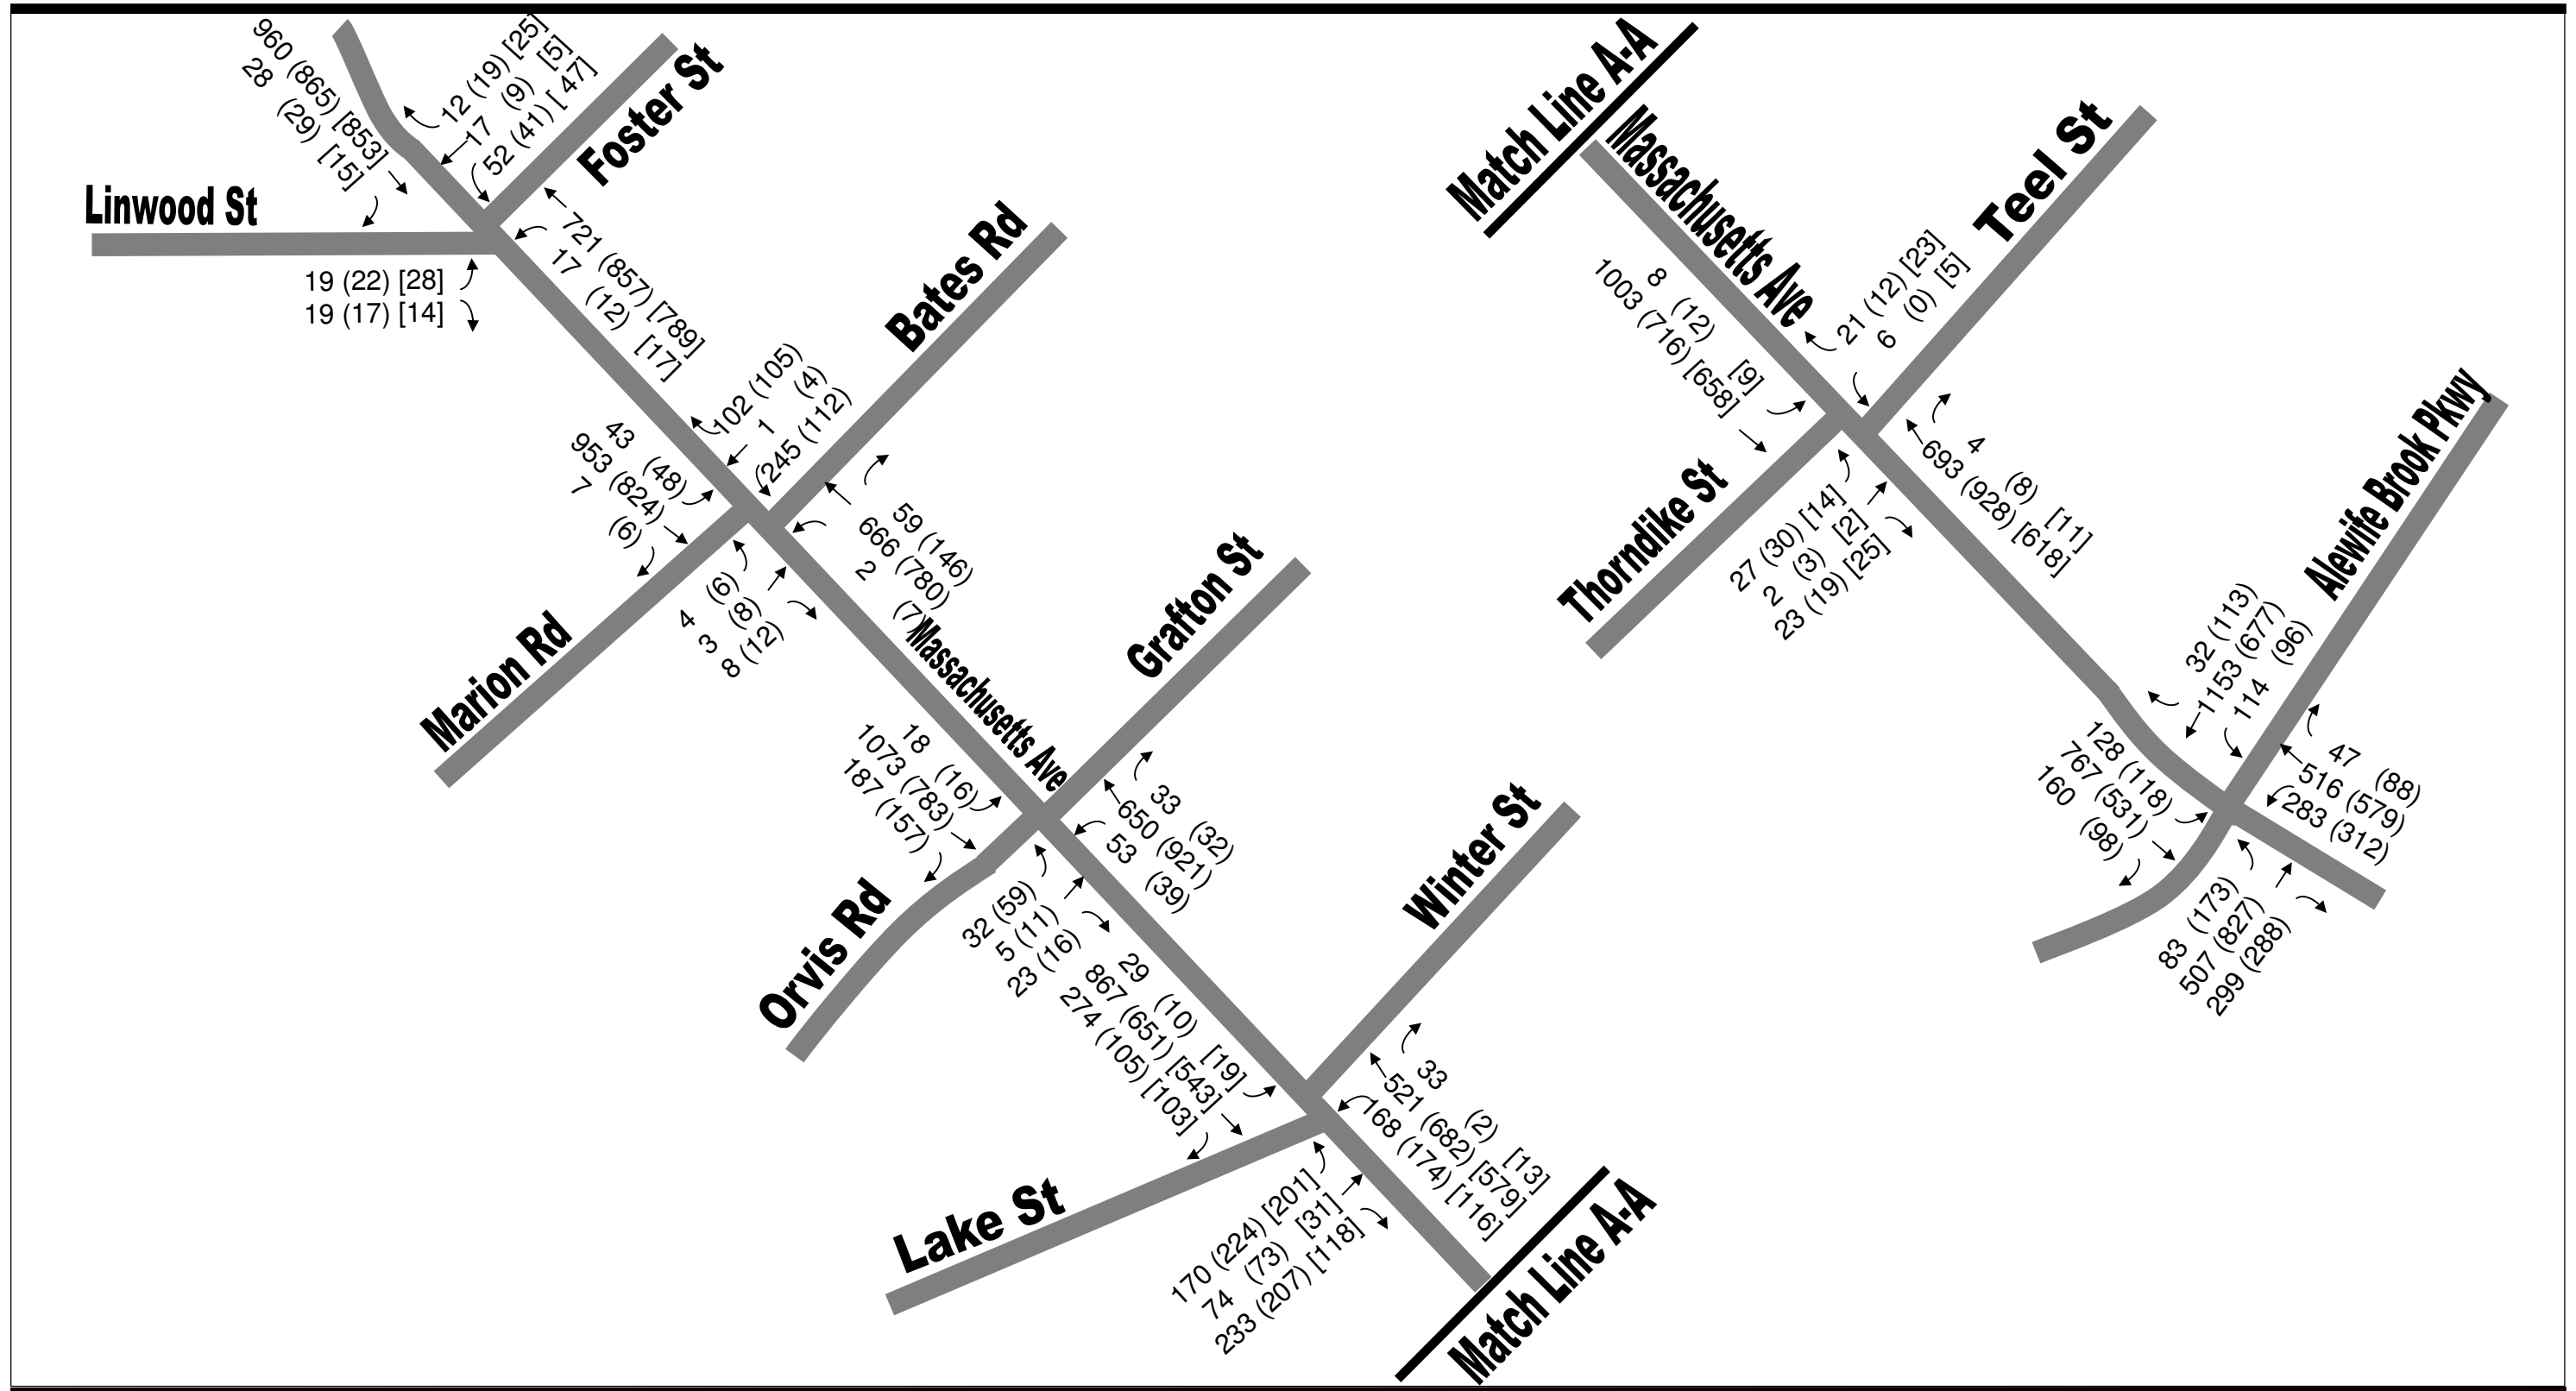 960 (865) [853]
28 (29) [15]
12 (19) [25]
17 (9) [5]
52 (41) [47]
Foster St
Linwood St
19 (22) [28]
19 (17) [14]
721 (857) [789]
17 (12) [17]
Bates Rd
102 (105)
1 (4)
245 (112)
43 (48)
953 (824)
7 (6)
59 (146)
666 (780)
2 (7)
4 (6)
3 (8)
8 (12)
Marion Rd
Massachusetts Ave
Grafton St
18 (16)
1073 (783)
187 (157)
33 (32)
650 (921)
53 (39)
32 (59)
5 (11)
23 (16)
Orvis Rd
Winter St
29 (10) [19]
867 (651) [543]
274 (105) [103]
33 (2) [13]
521 (682) [579]
168 (174) [116]
Lake St
170 (224) [201]
74 (73) [31]
233 (207) [118]
Match Line A-A
Match Line A-A
Massachusetts Ave
Teel St
8 (12) [9]
1003 (716) [658]
21 (12) [23]
6 (0) [5]
4 (8) [11]
693 (928) [618]
Thorndike St
27 (30) [14]
2 (3) [2]
23 (19) [25]
Alewife Brook Pkwy
32 (113)
1153 (677)
114 (96)
128 (118)
767 (531)
160 (98)
47 (88)
516 (579)
283 (312)
83 (173)
507 (827)
299 (288)